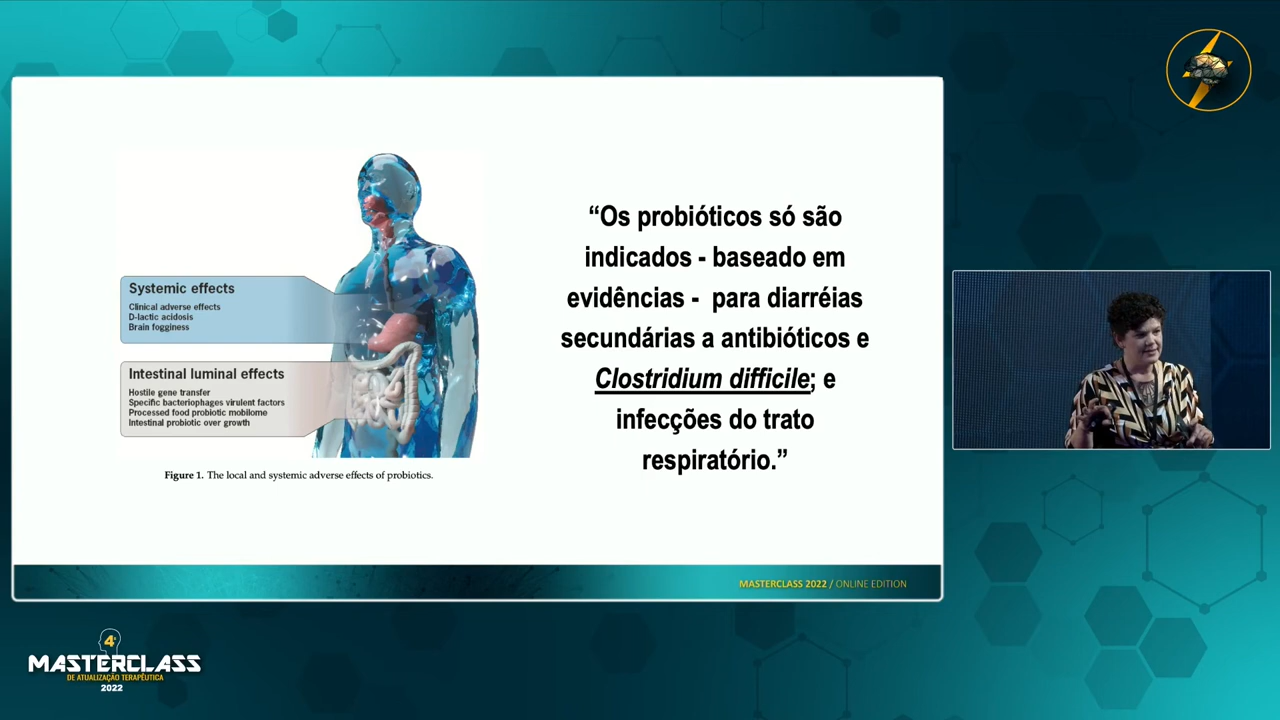 Systemic effects
Clinical adverse effects
D-lactic acidosis
Brain fogginess
Intestinal luminal effects
Hostile gene transfer
Specific bacteriophages virulent factors
Processed food probiotic mobilome
Intestinal probiotic over growth
Figure 1. The local and systemic adverse effects of probiotics.
“Os probióticos só são
indicados - baseado em
evidências - para diarréias
secundárias a antibióticos e
Clostridium difficile; e
infecções do trato
respiratório.”
MASTERCLASS 2022 / ONLINE EDITION
4ª
MASTERCLASS
DE ATUALIZAÇÃO TERAPÊUTICA
2022